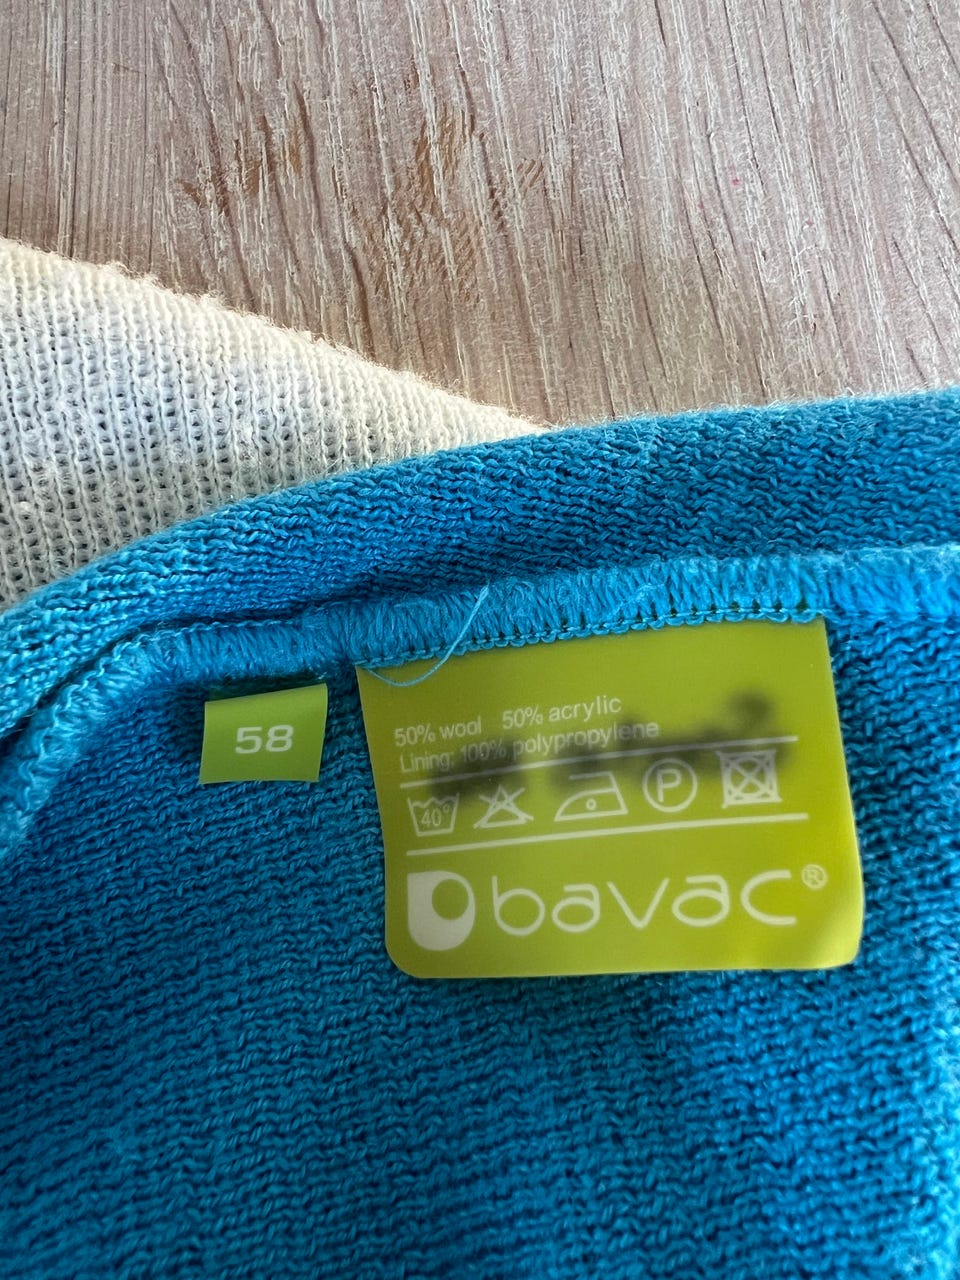 58
50% wool 50% acrylic
Lining: 100% polypropylene
40°
P
bavac®